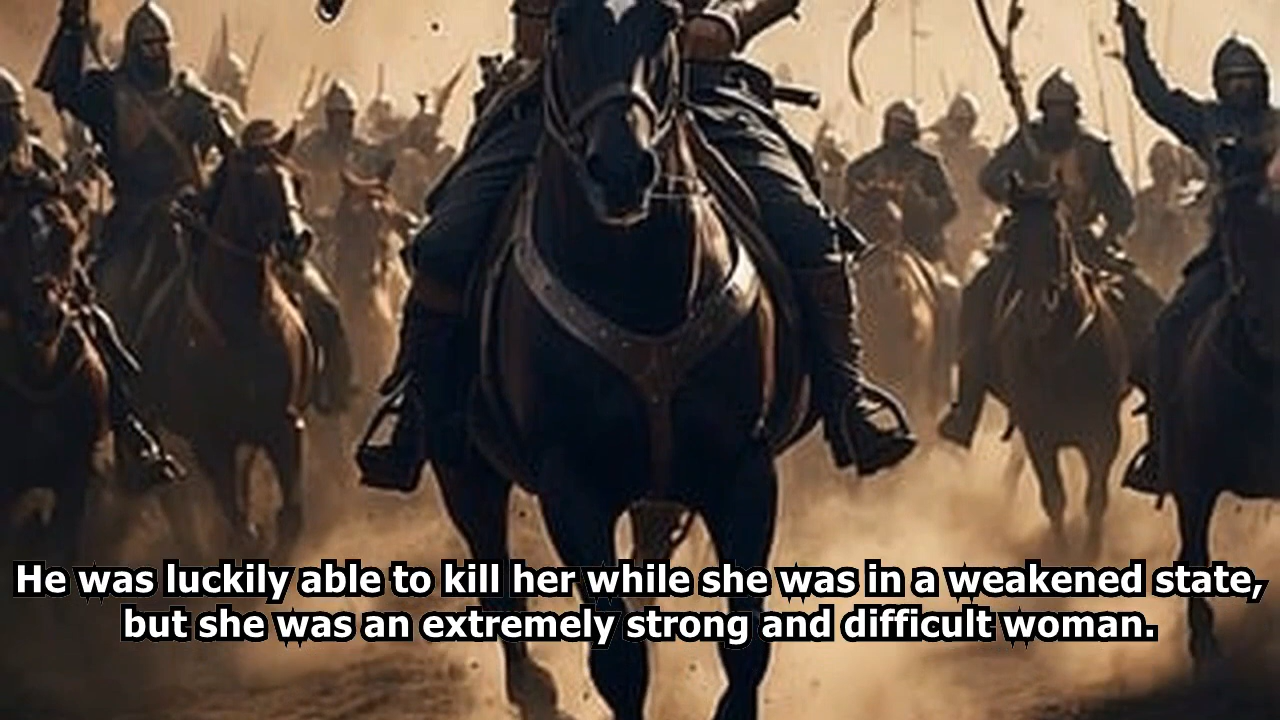 He was luckily able to kill her while she was in a weakened state,
but she was an extremely strong and difficult woman.